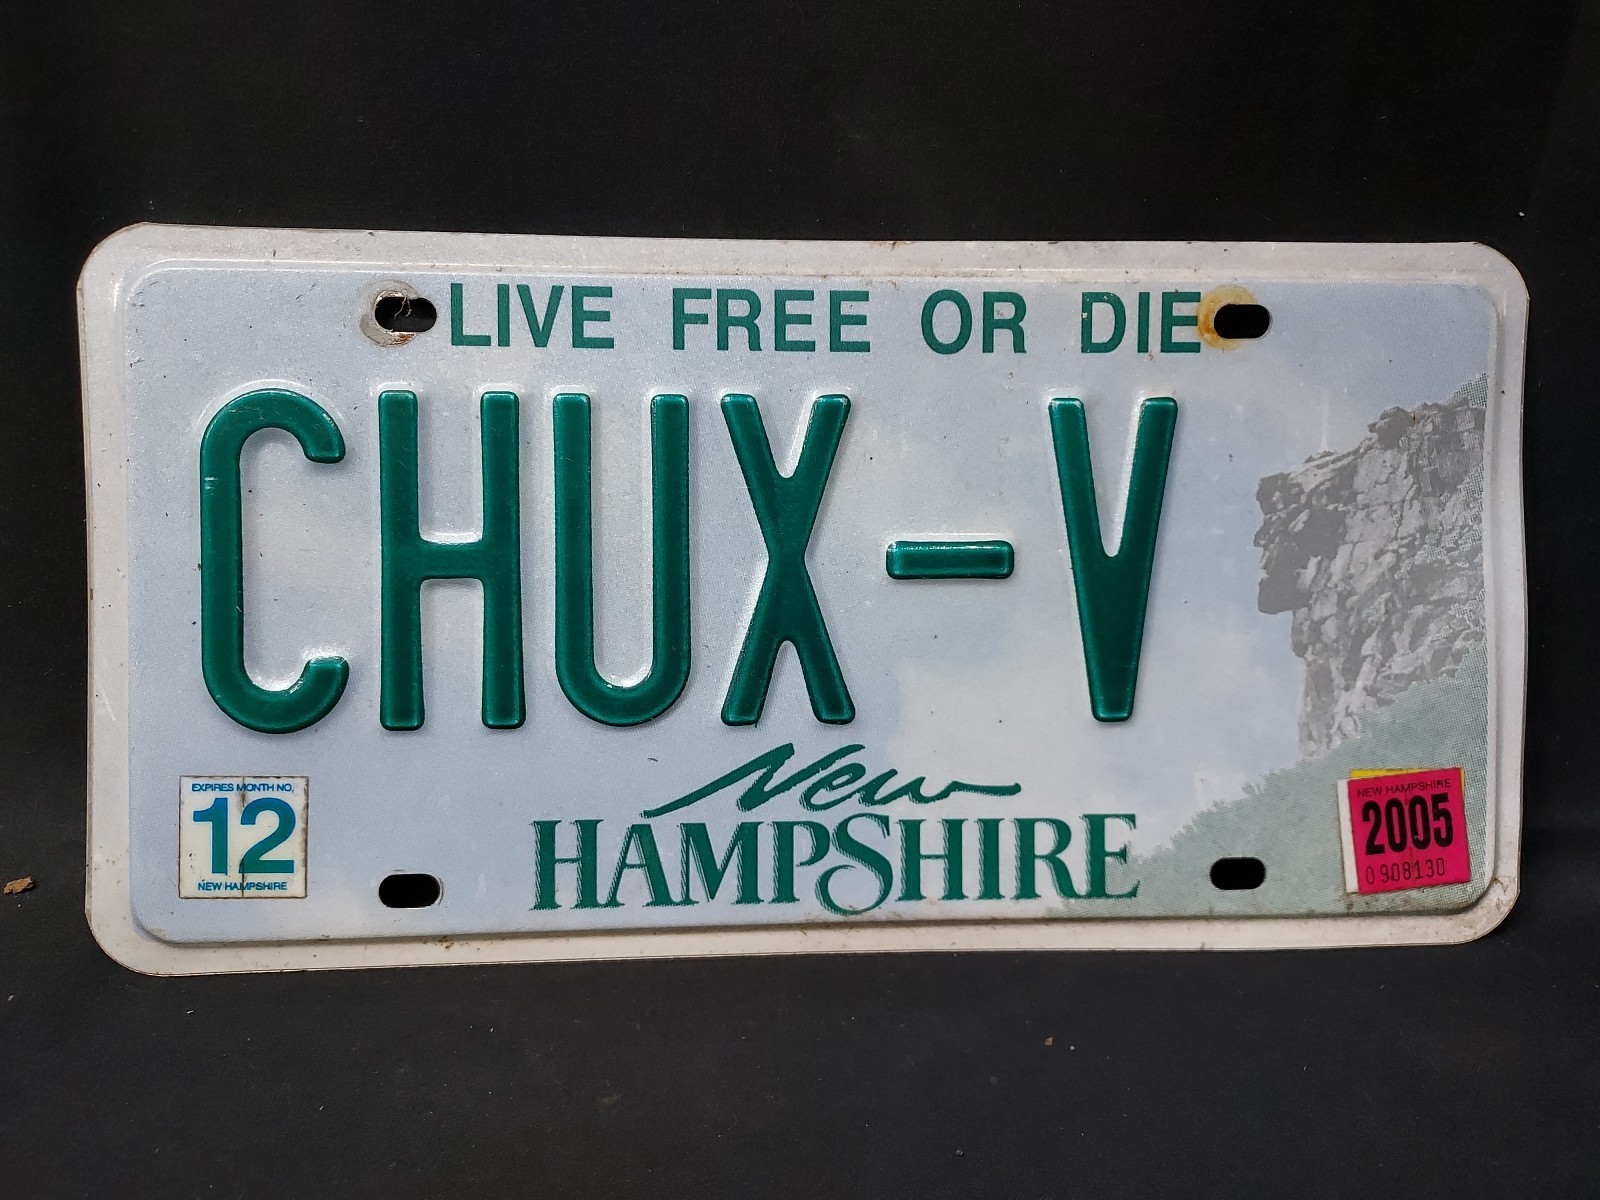 LIVE FREE OR DIE
CHUX-V
New
HAMPSHIRE
EXPIRES MONTH NO.
12
NEW HAMPSHIRE
NEW HAMPSHIRE
2005
0908130